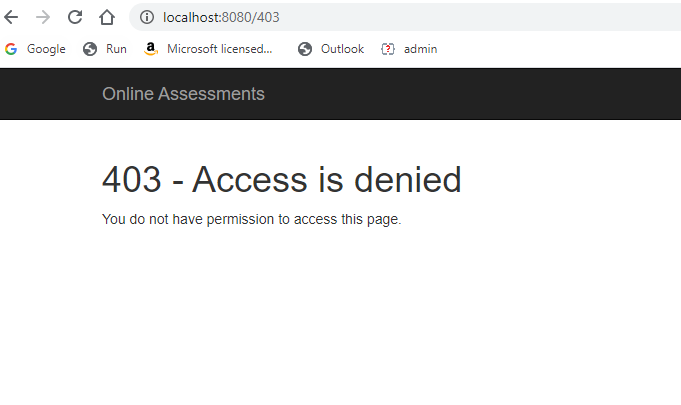 localhost:8080/403
Google Run Microsoft licensed... Outlook admin
Online Assessments
403 - Access is denied
You do not have permission to access this page.